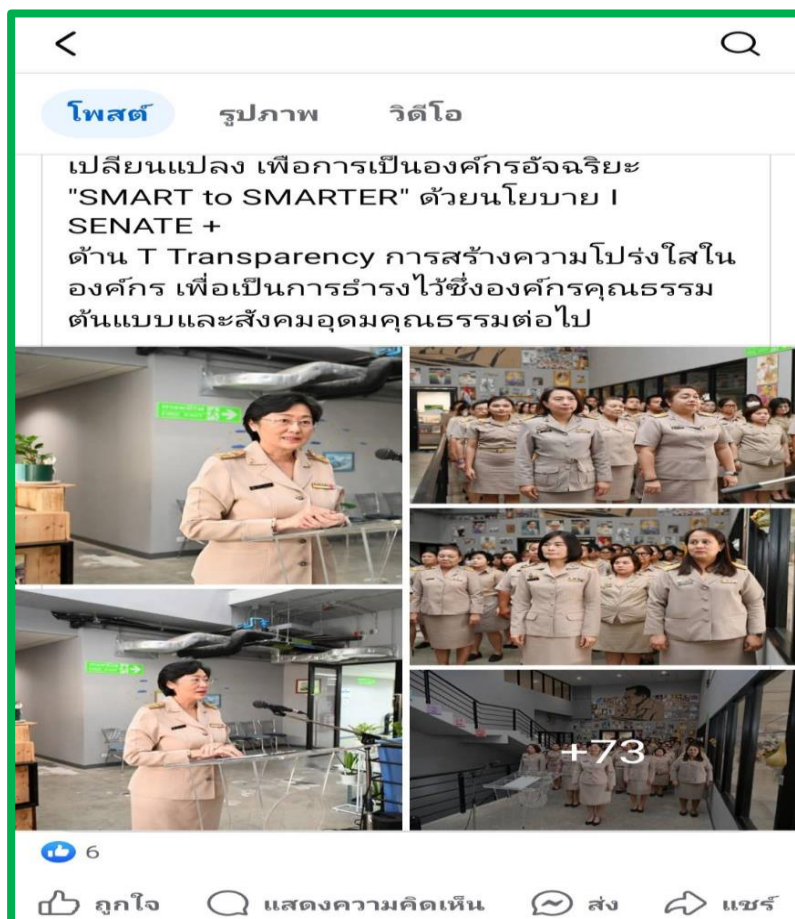 โพสต์ รูปภาพ วิดีโอ
เปลี่ยนแปลง เพื่อการเป็นองค์กรอัจฉริยะ
"SMART to SMARTER" ด้วยนโยบาย I
SENATE +
ด้าน T Transparency การสร้างความโปร่งใสใน
องค์กร เพื่อเป็นการธำรงไว้ซึ่งองค์กรคุณธรรม
ต้นแบบและสังคมอุดมคุณธรรมต่อไป
+73
6
ถูกใจ แสดงความคิดเห็น ส่ง แชร์